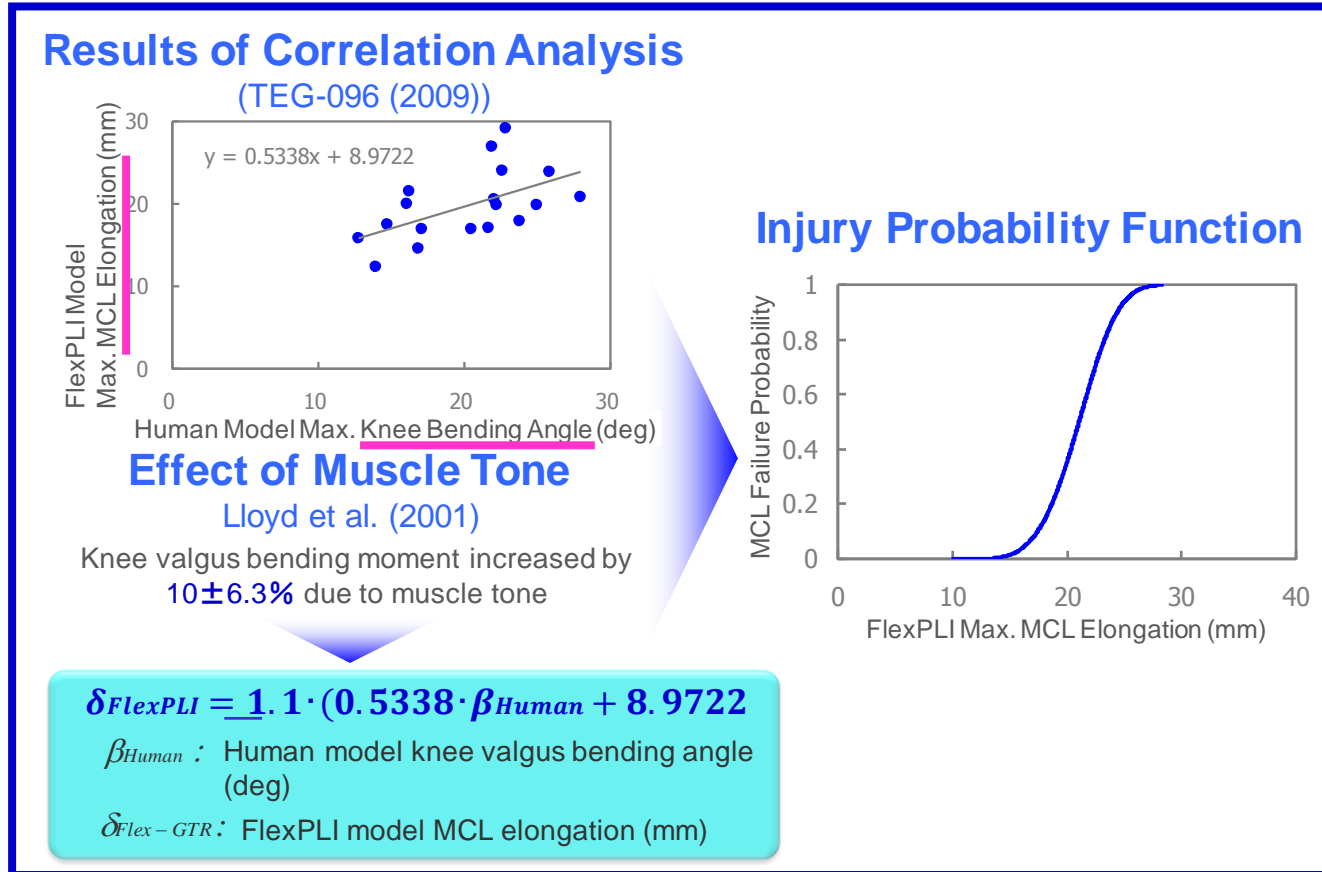 Results of Correlation Analysis
(TEG-096 (2009))
FlexPLI Model
Max. MCL Elongation (mm)
30
20
10
0
y = 0.5338x + 8.9722
0 10 20 30
Human Model Max. Knee Bending Angle (deg)
Effect of Muscle Tone
Lloyd et al. (2001)
Knee valgus bending moment increased by
10±6.3% due to muscle tone
δFlexPLI = 1.1·(0.5338·βHuman + 8.9722
βHuman : Human model knee valgus bending angle
(deg)
δFlex – GTR : FlexPLI model MCL elongation (mm)
Injury Probability Function
MCL Failure Probability
1
0.8
0.6
0.4
0.2
0
0 10 20 30 40
FlexPLI Max. MCL Elongation (mm)